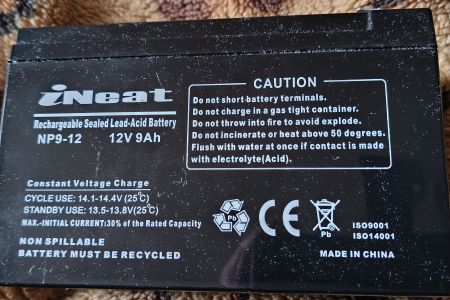 iNeat
Rechargeable Sealed Lead-Acid Battery
NP9-12 12V 9Ah
CAUTION
Do not short-battery terminals.
Do not charge in a gas tight container.
Do not throw into fire to avoid explode.
Do not incinerate or heat above 50 degrees.
Flush with water at once if contact is made
with electrolyte(Acid).
Constant Voltage Charge
CYCLE USE: 14.1-14.4V (25°C)
STANDBY USE: 13.5-13.8V(25°C)
MAX.-INITIAL CURRENT:30% of the Rated Capacity
NON SPILLABLE
BATTERY MUST BE RECYCLED
Pb
CE
Pb
ISO9001
ISO14001
MADE IN CHINA